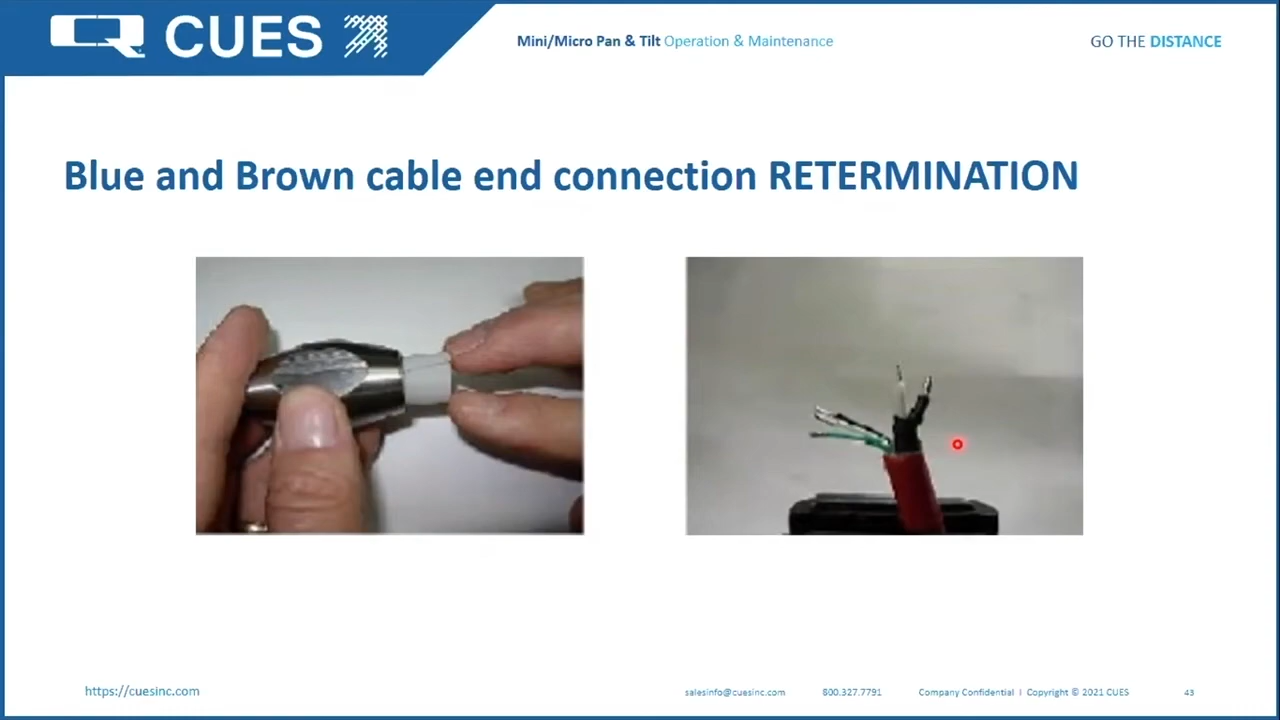 CUES
Mini/Micro Pan & Tilt Operation & Maintenance
GO THE DISTANCE
Blue and Brown cable end connection RETERMINATION
https://cuesinc.com
salesinfo@cuesinc.com 800.327.7791 Company Confidential | Copyright © 2021 CUES 43